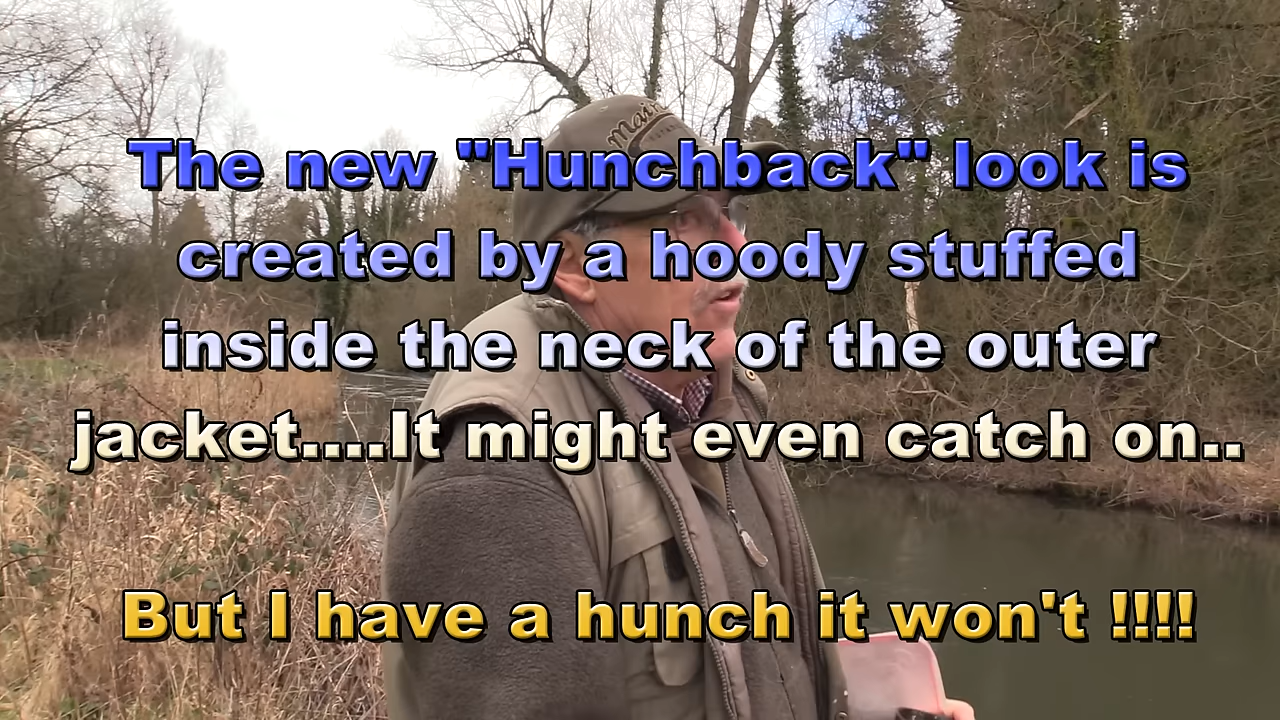 The new "Hunchback" look is
created by a hoody stuffed
inside the neck of the outer
jacket....It might even catch on..
But I have a hunch it won't !!!!